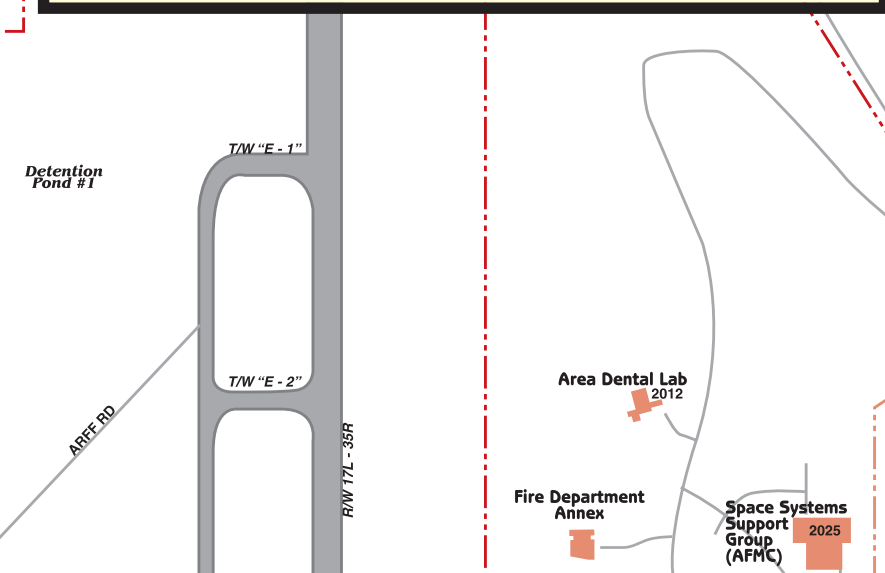 T/W “E - 1”
Detention
Pond #1
T/W “E - 2”
Area Dental Lab
2012
ARFF RD
R/W 17L - 35R
Fire Department
Annex
Space Systems
Support
Group
(AFMC)
2025